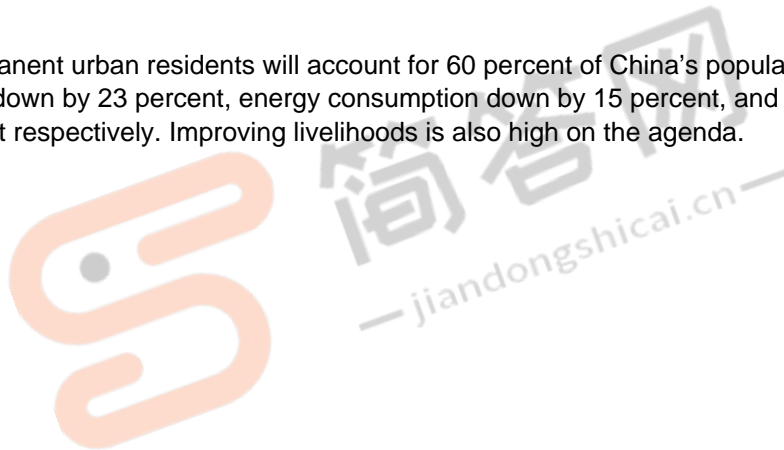 anent urban residents will account for 60 percent of China’s popula
down by 23 percent, energy consumption down by 15 percent, and
t respectively. Improving livelihoods is also high on the agenda.
简答网
jiandongshicai.cn